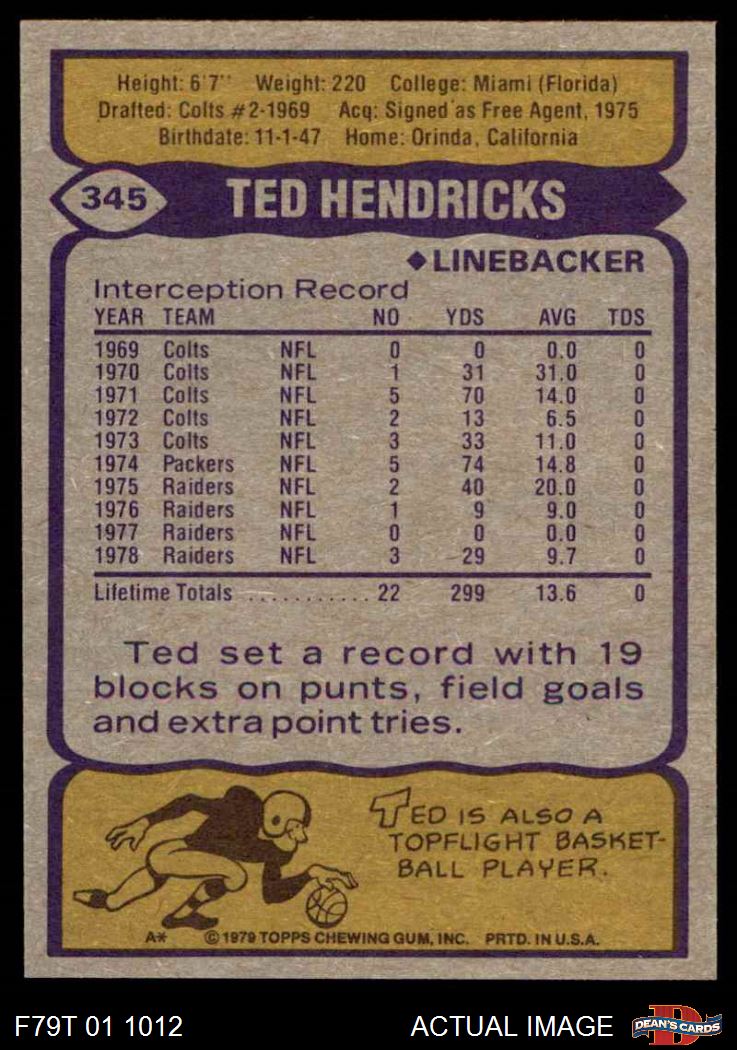 Height: 6'7" Weight: 220 College: Miami (Florida)
Drafted: Colts #2-1969 Acq: Signed as Free Agent, 1975
Birthdate: 11-1-47 Home: Orinda, California
345 TED HENDRICKS
◆LINEBACKER
Interception Record
YEAR TEAM NO YDS AVG TDS
1969 Colts NFL 0 0 0.0 0
1970 Colts NFL 1 31 31.0 0
1971 Colts NFL 5 70 14.0 0
1972 Colts NFL 2 13 6.5 0
1973 Colts NFL 3 33 11.0 0
1974 Packers NFL 5 74 14.8 0
1975 Raiders NFL 2 40 20.0 0
1976 Raiders NFL 1 9 9.0 0
1977 Raiders NFL 0 0 0.0 0
1978 Raiders NFL 3 29 9.7 0
Lifetime Totals ........... 22 299 13.6 0
Ted set a record with 19
blocks on punts, field goals
and extra point tries.
TED IS ALSO A
TOPFLIGHT BASKET-
BALL PLAYER.
A* © 1979 TOPPS CHEWING GUM, INC. PRTD. IN U.S.A.
F79T 01 1012 ACTUAL IMAGE D DEAN'S CARDS